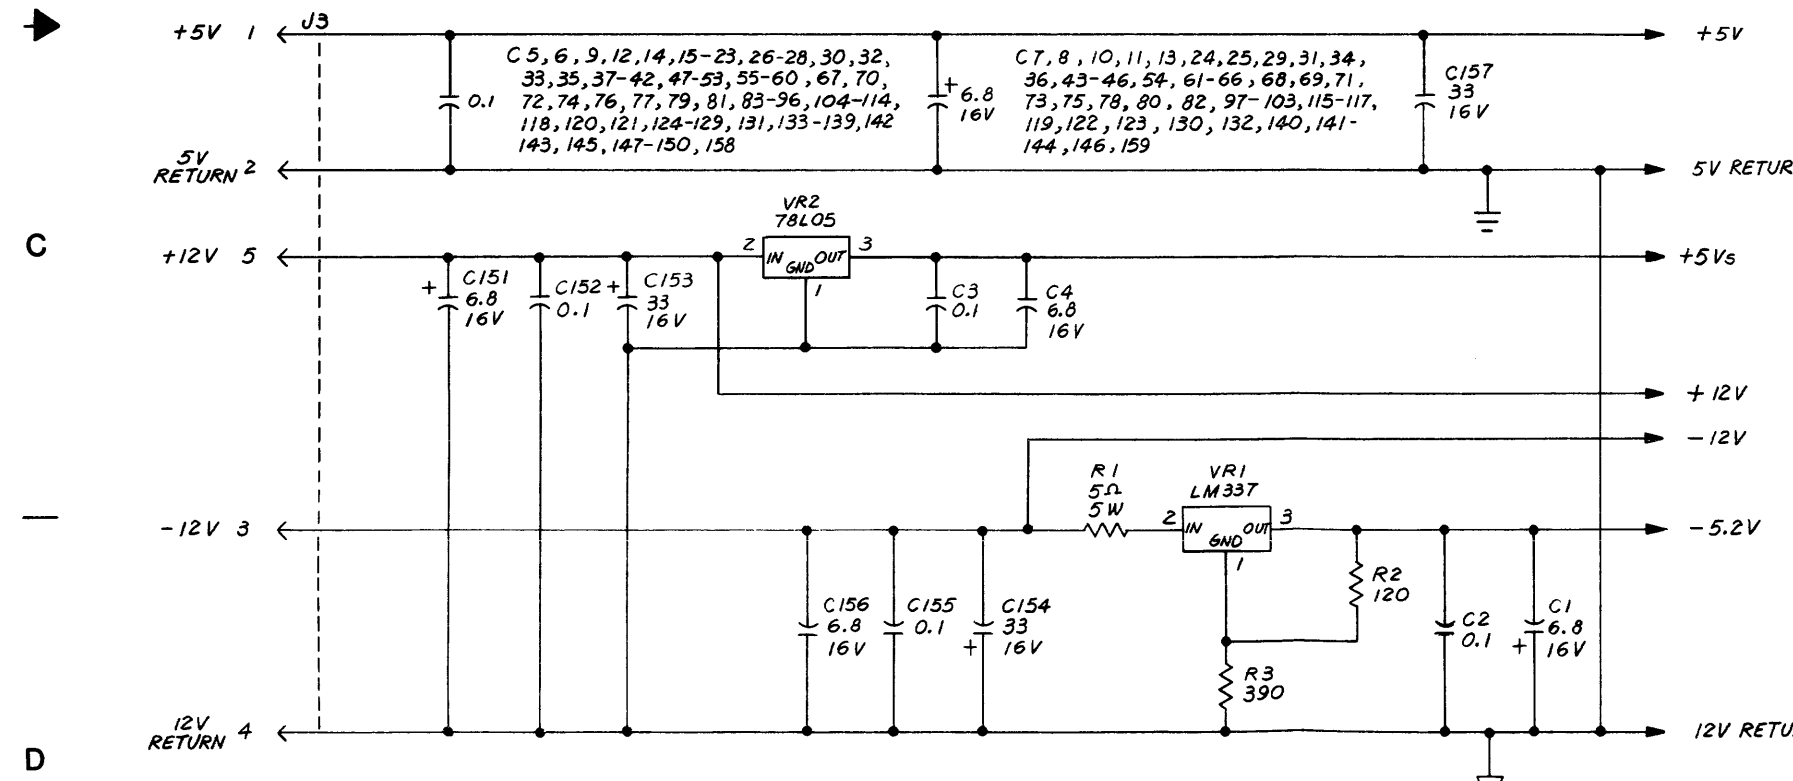 J3
+5V 1
+5V
C5,6,9,12,14,15-23,26-28,30,32,
33,35,37-42,47-53,55-60,67,70,
72,74,76,77,79,81,83-96,104-114,
118,120,121,124-129,131,133-139,142
143,145,147-150,158
0.1
+
6.8
16V
C7,8,10,11,13,24,25,29,31,34,
36,43-46,54,61-66,68,69,71,
73,75,78,80,82,97-103,115-117,
119,122,123,130,132,140,141-
144,146,159
C157
33
16V
5V
RETURN 2
5V RETUR
VR2
78L05
C
+12V 5
2
IN
GND
OUT
3
1
+5Vs
+
C151
6.8
16V
C152
0.1
+
C153
33
16V
C3
0.1
C4
6.8
16V
+12V
-12V
R1
5Ω
5W
VR1
LM337
-12V 3
2
IN
GND
OUT
3
1
-5.2V
C156
6.8
16V
C155
0.1
C154
33
16V
+
R2
120
C2
0.1
C1
6.8
16V
+
R3
390
12V
RETURN 4
12V RETU
D